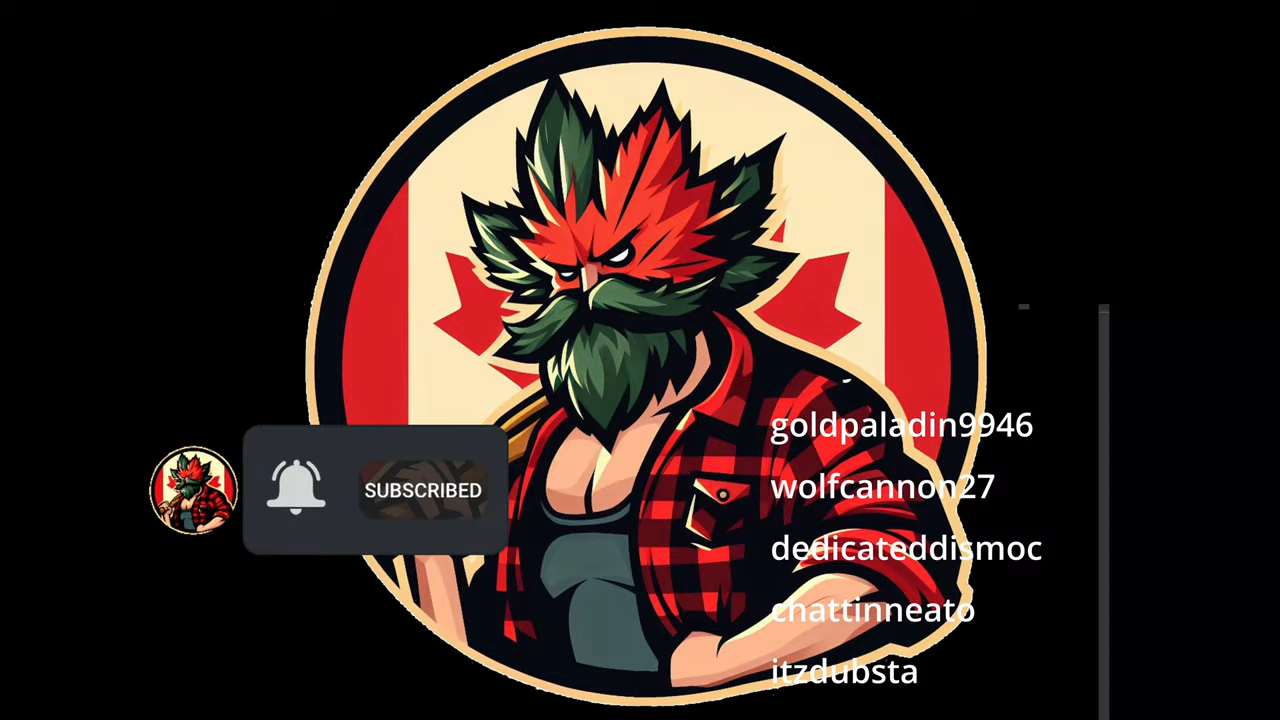 goldpaladin9946
wolfcannon27
SUBSCRIBED
dedicateddismoc
chattinneato
itzdubsta